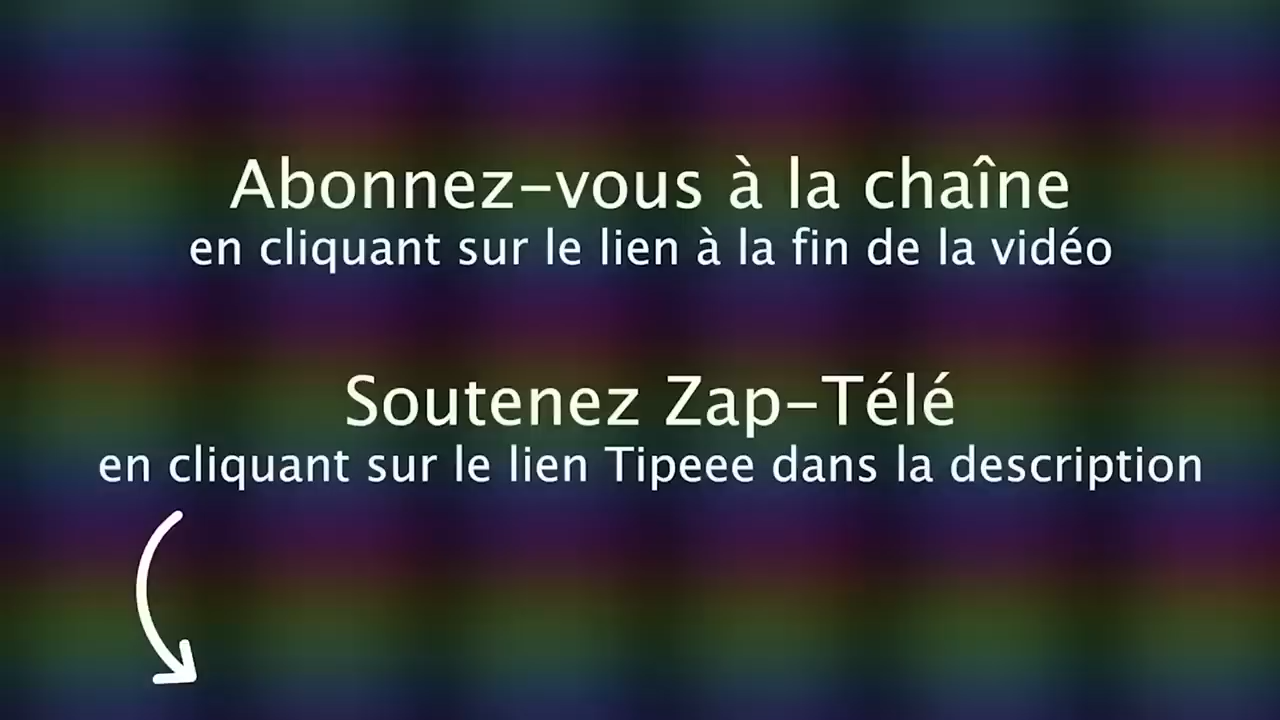 Abonnez-vous à la chaîne
en cliquant sur le lien à la fin de la vidéo
Soutenez Zap-Télé
en cliquant sur le lien Tipeee dans la description